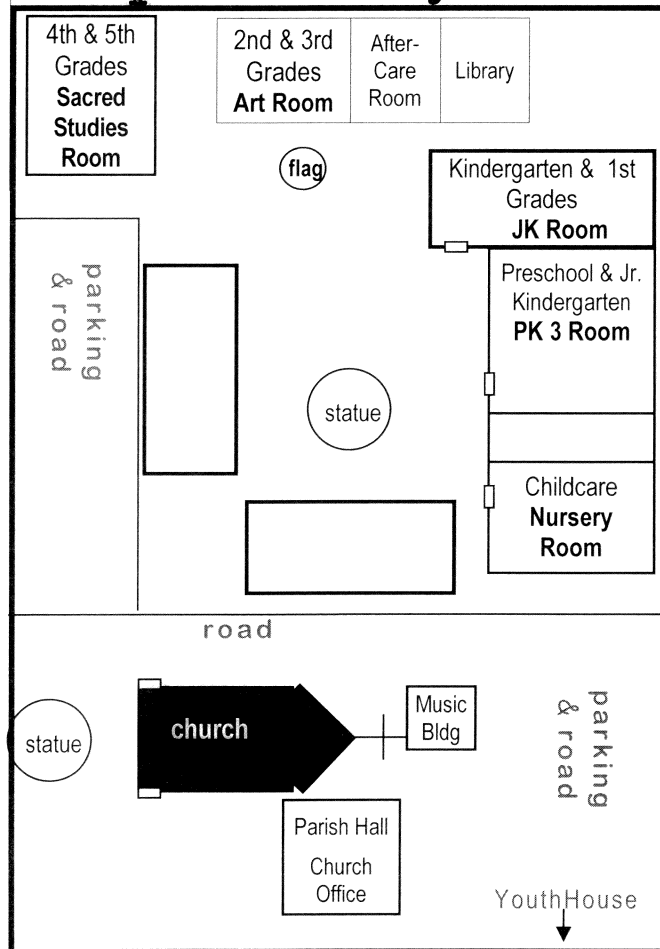 4th & 5th
Grades
Sacred
Studies
Room
2nd & 3rd
Grades
Art Room
After-
Care
Room
Library
flag
Kindergarten & 1st
Grades
JK Room
Preschool & Jr.
Kindergarten
PK 3 Room
parking
& road
statue
Childcare
Nursery
Room
road
statue
church
Music
Bldg
parking
& road
Parish Hall
Church
Office
YouthHouse